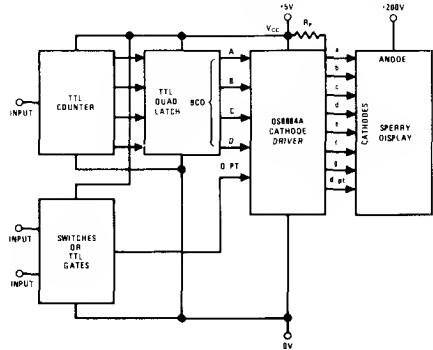 +5V
+200V
VCC
RP
TTL
COUNTER
INPUT
TTL
QUAD
LATCH
BCD
A
B
C
D
D PT
DS8884A
CATHODE
DRIVER
a
b
c
d
e
f
g
d pt
ANODE
CATHODES
SPERRY
DISPLAY
INPUT
SWITCHES
OR
TTL
GATES
INPUT
0V